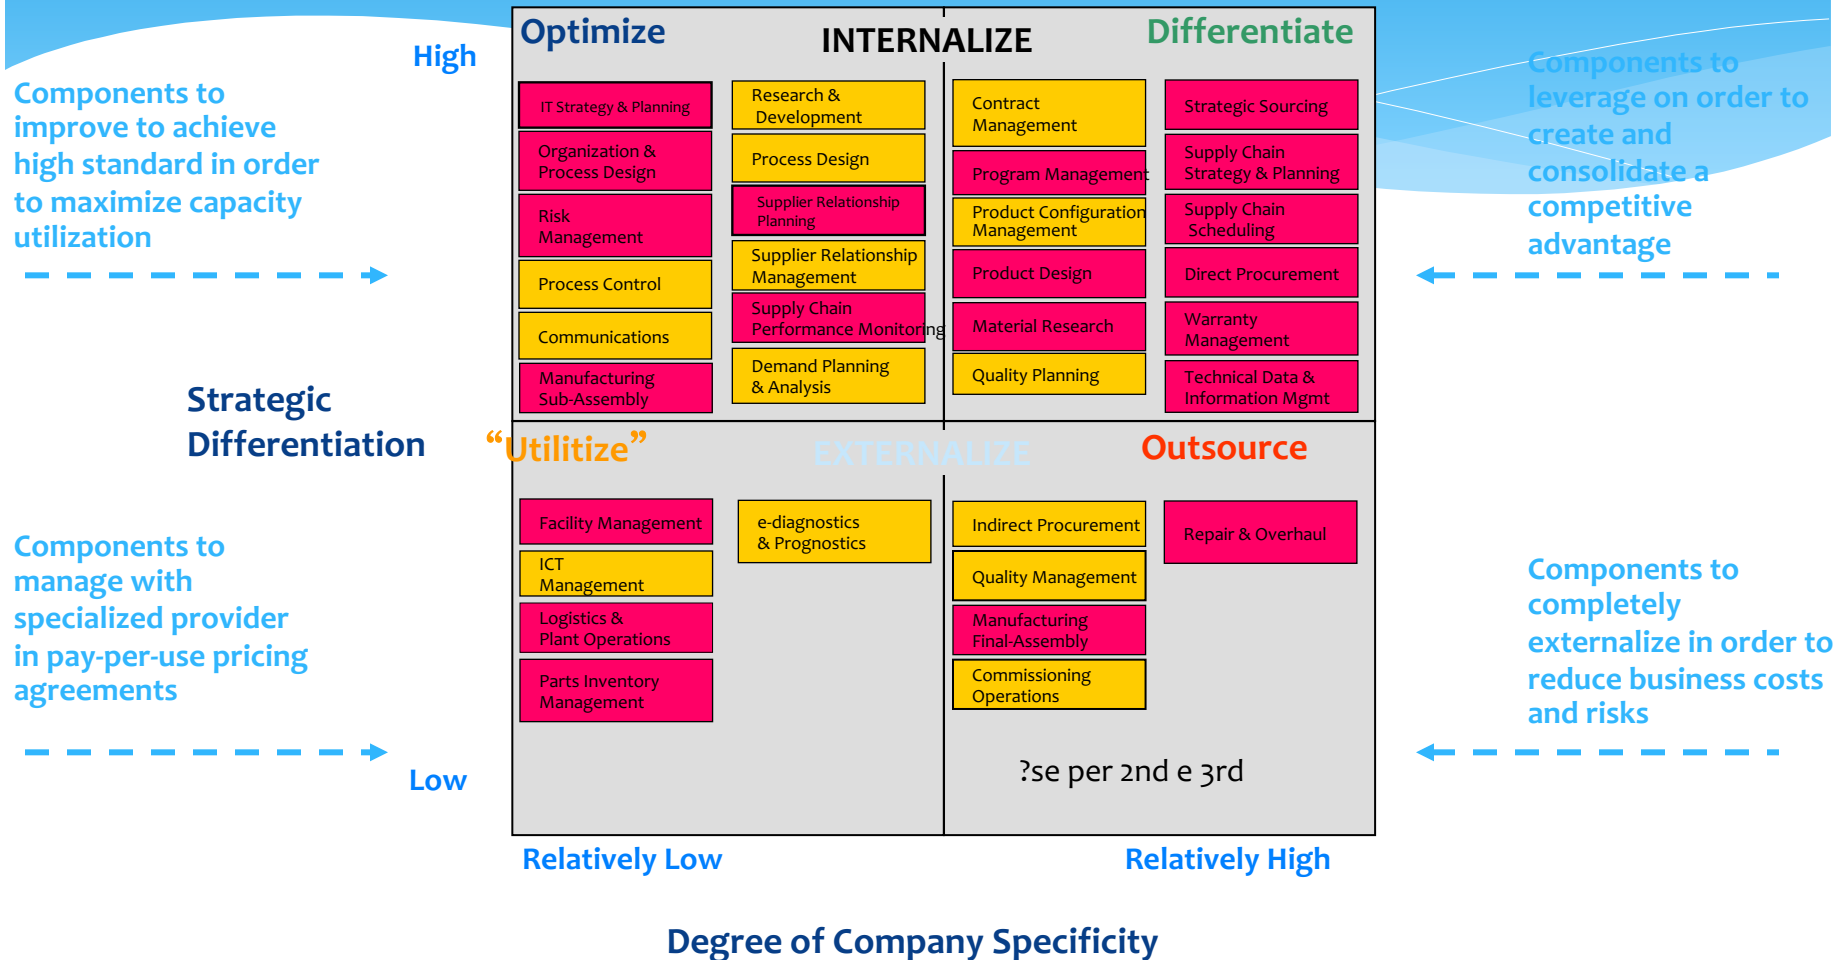 Optimize
INTERNALIZE
Differentiate
High
Components to
improve to achieve
high standard in order
to maximize capacity
utilization
IT Strategy & Planning
Organization &
Process Design
Risk
Management
Process Control
Communications
Manufacturing
Sub-Assembly
Research &
Development
Process Design
Supplier Relationship
Planning
Supplier Relationship
Management
Supply Chain
Performance Monitoring
Demand Planning
& Analysis
Contract
Management
Program Management
Product Configuration
Management
Product Design
Material Research
Quality Planning
Strategic Sourcing
Supply Chain
Strategy & Planning
Supply Chain
Scheduling
Direct Procurement
Warranty
Management
Technical Data &
Information Mgmt
Components to
leverage on order to
create and
consolidate a
competitive
advantage
Strategic
Differentiation
“Utilitize”
EXTERNALIZE
Outsource
Components to
manage with
specialized provider
in pay-per-use pricing
agreements
Facility Management
ICT
Management
Logistics &
Plant Operations
Parts Inventory
Management
e-diagnostics
& Prognostics
Indirect Procurement
Quality Management
Manufacturing
Final-Assembly
Commissioning
Operations
Repair & Overhaul
Components to
completely
externalize in order to
reduce business costs
and risks
?se per 2nd e 3rd
Low
Relatively Low
Relatively High
Degree of Company Specificity